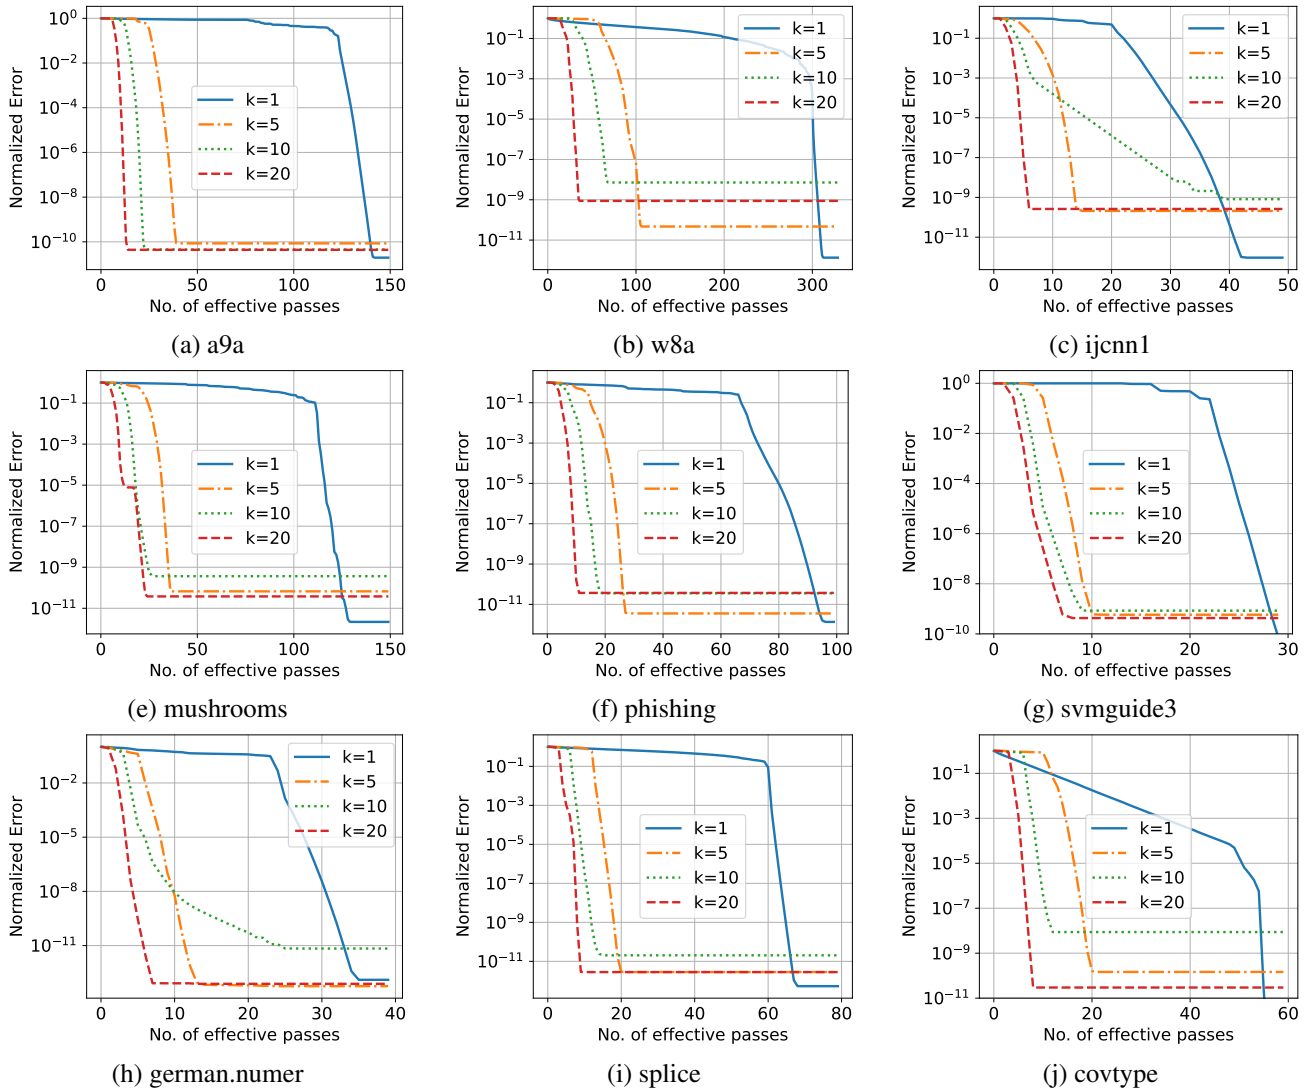 10^0
10^-2
10^-4
10^-6
10^-8
10^-10
Normalized Error
k=1
k=5
k=10
k=20
0 50 100 150
No. of effective passes
(a) a9a
10^-1
10^-3
10^-5
10^-7
10^-9
10^-11
Normalized Error
k=1
k=5
k=10
k=20
0 100 200 300
No. of effective passes
(b) w8a
10^-1
10^-3
10^-5
10^-7
10^-9
10^-11
Normalized Error
k=1
k=5
k=10
k=20
0 10 20 30 40 50
No. of effective passes
(c) ijcnn1
10^-1
10^-3
10^-5
10^-7
10^-9
10^-11
Normalized Error
k=1
k=5
k=10
k=20
0 50 100 150
No. of effective passes
(e) mushrooms
10^-1
10^-3
10^-5
10^-7
10^-9
10^-11
Normalized Error
k=1
k=5
k=10
k=20
0 20 40 60 80 100
No. of effective passes
(f) phishing
10^0
10^-2
10^-4
10^-6
10^-8
10^-10
Normalized Error
k=1
k=5
k=10
k=20
0 10 20 30
No. of effective passes
(g) svmguide3
10^-2
10^-5
10^-8
10^-11
Normalized Error
k=1
k=5
k=10
k=20
0 10 20 30 40
No. of effective passes
(h) german.numer
10^-1
10^-3
10^-5
10^-7
10^-9
10^-11
Normalized Error
k=1
k=5
k=10
k=20
0 20 40 60 80
No. of effective passes
(i) splice
10^-1
10^-3
10^-5
10^-7
10^-9
10^-11
Normalized Error
k=1
k=5
k=10
k=20
0 20 40 60
No. of effective passes
(j) covtype